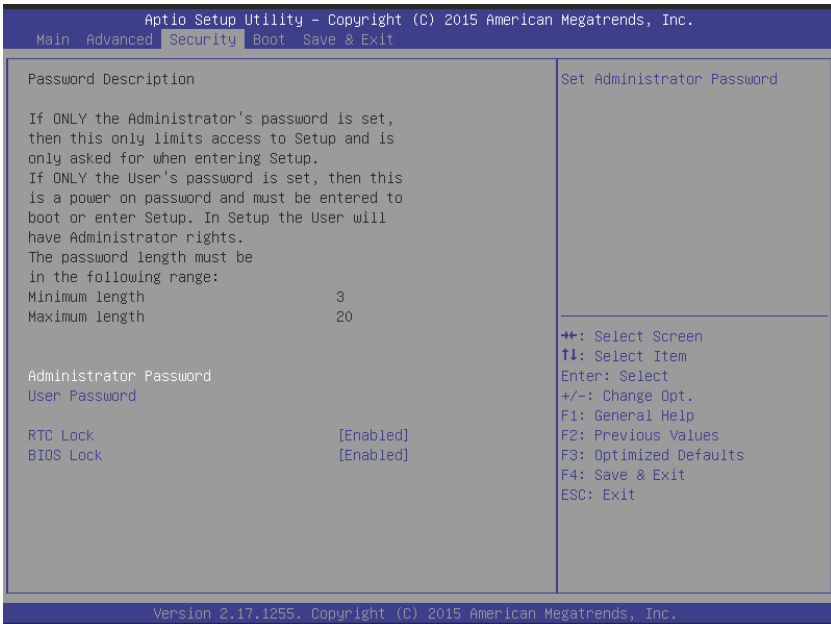 Aptio Setup Utility – Copyright (C) 2015 American Megatrends, Inc.
Main Advanced Security Boot Save & Exit
Password Description
If ONLY the Administrator's password is set,
then this only limits access to Setup and is
only asked for when entering Setup.
If ONLY the User's password is set, then this
is a power on password and must be entered to
boot or enter Setup. In Setup the User will
have Administrator rights.
The password length must be
in the following range:
Minimum length 3
Maximum length 20
Administrator Password
User Password
RTC Lock [Enabled]
BIOS Lock [Enabled]
Set Administrator Password
→←: Select Screen
↑↓: Select Item
Enter: Select
+/-: Change Opt.
F1: General Help
F2: Previous Values
F3: Optimized Defaults
F4: Save & Exit
ESC: Exit
Version 2.17.1255. Copyright (C) 2015 American Megatrends, Inc.